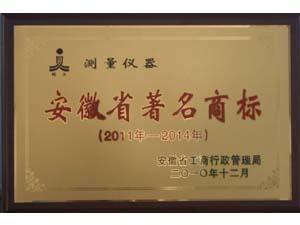 测量仪器
安徽省著名商标
(2011年—2014年)
安徽省工商行政管理局
二〇一〇年十二月